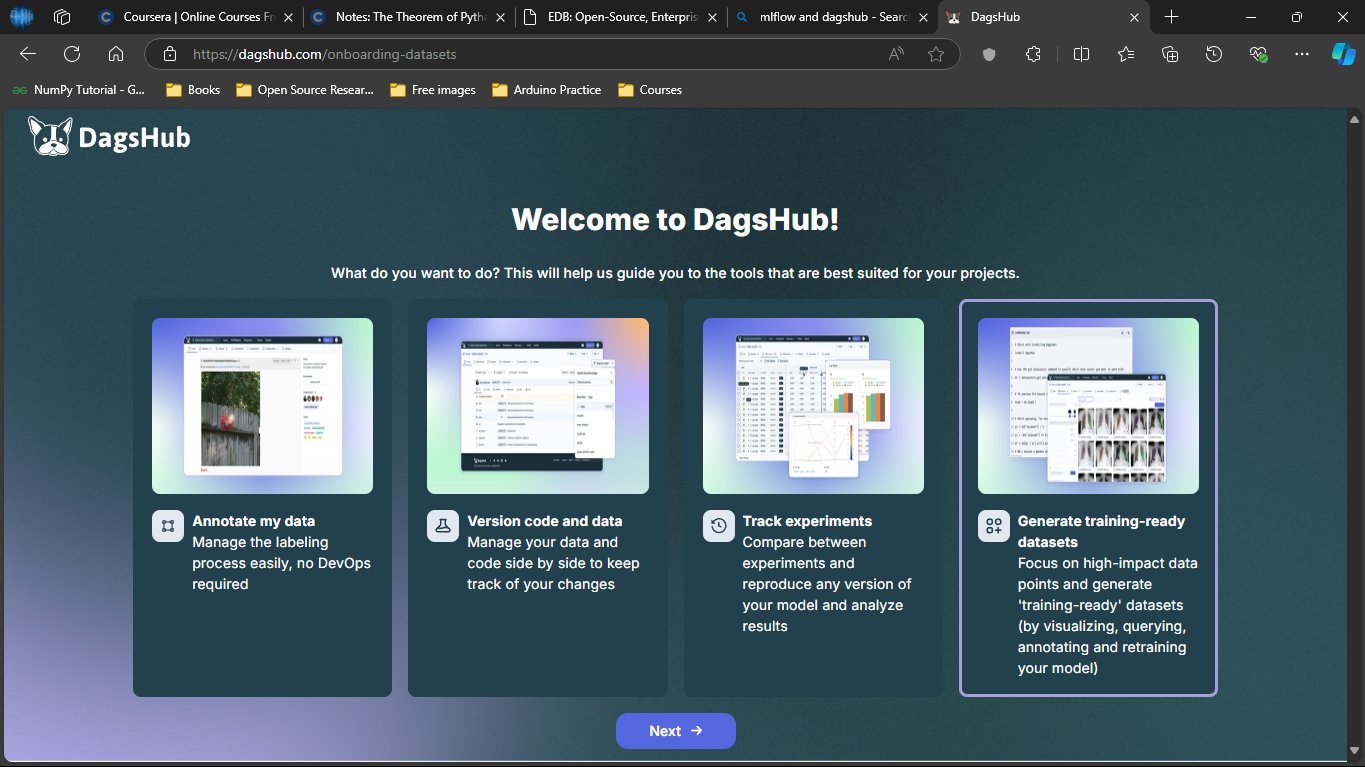 Coursera | Online Courses Fr
Notes: The Theorem of Pytha
EDB: Open-Source, Enterpris
mlflow and dagshub - Search
DagsHub
https://dagshub.com/onboarding-datasets
NumPy Tutorial - G...
Books
Open Source Resear...
Free images
Arduino Practice
Courses
DagsHub
Welcome to DagsHub!
What do you want to do? This will help us guide you to the tools that are best suited for your projects.
Annotate my data
Manage the labeling
process easily, no DevOps
required
Version code and data
Manage your data and
code side by side to keep
track of your changes
Track experiments
Compare between
experiments and
reproduce any version of
your model and analyze
results
Generate training-ready
datasets
Focus on high-impact data
points and generate
'training-ready' datasets
(by visualizing, querying,
annotating and retraining
your model)
Next →